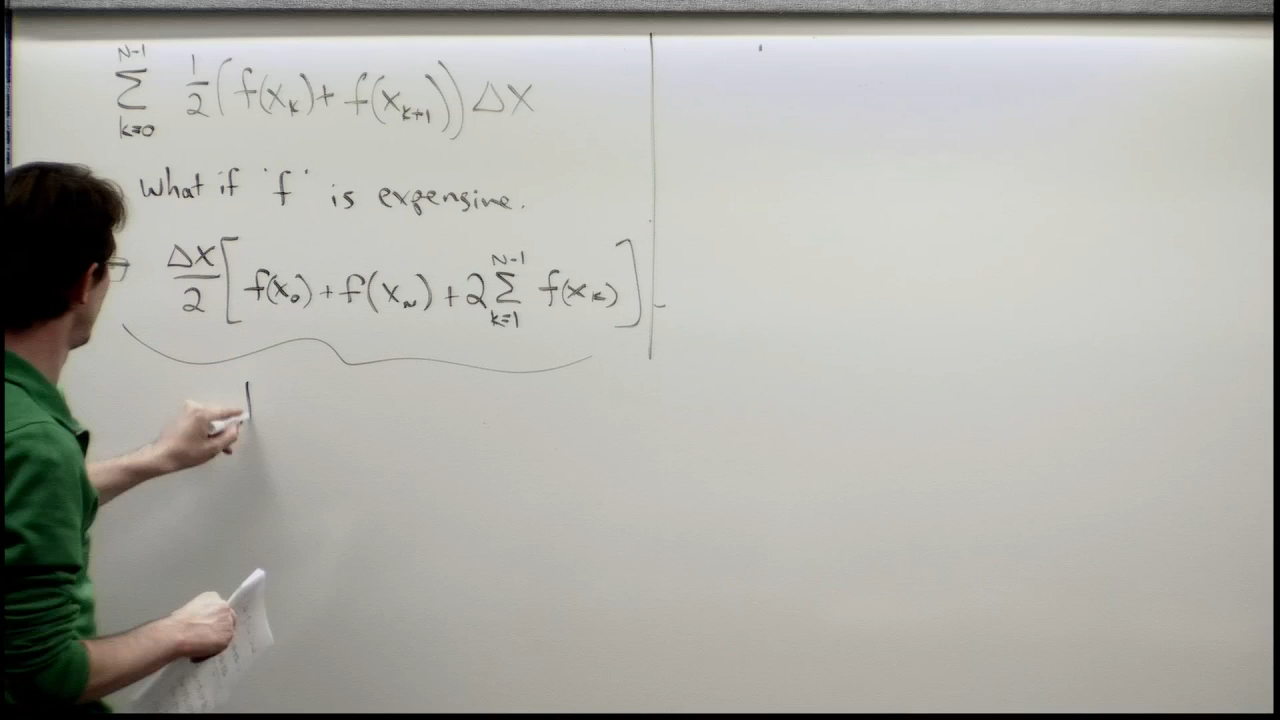 N-1
∑ 1/2 (f(x_k) + f(x_{k+1})) Δx
k=0
What if 'f' is expensive.
Δx/2 [f(x_0) + f(x_N) + 2 ∑_{k=1}^{N-1} f(x_k)]